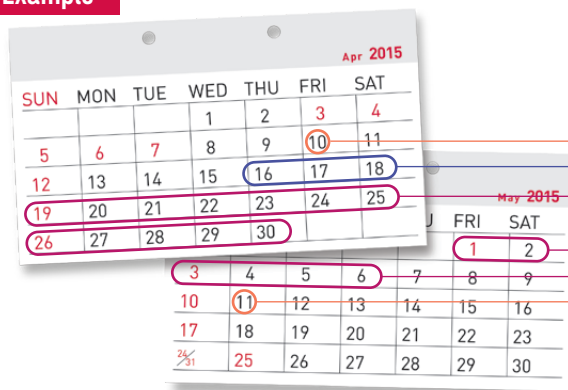 Example
Apr 2015
SUN MON TUE WED THU FRI SAT
1 2 3 4
5 6 7 8 9 10 11
12 13 14 15 16 17 18
19 20 21 22 23 24 25
26 27 28 29 30
May 2015
FRI SAT
1 2
3 4 5 6 7 8 9
10 11 12 13 14 15 16
17 18 19 20 21 22 23
24/31 25 26 27 28 29 30